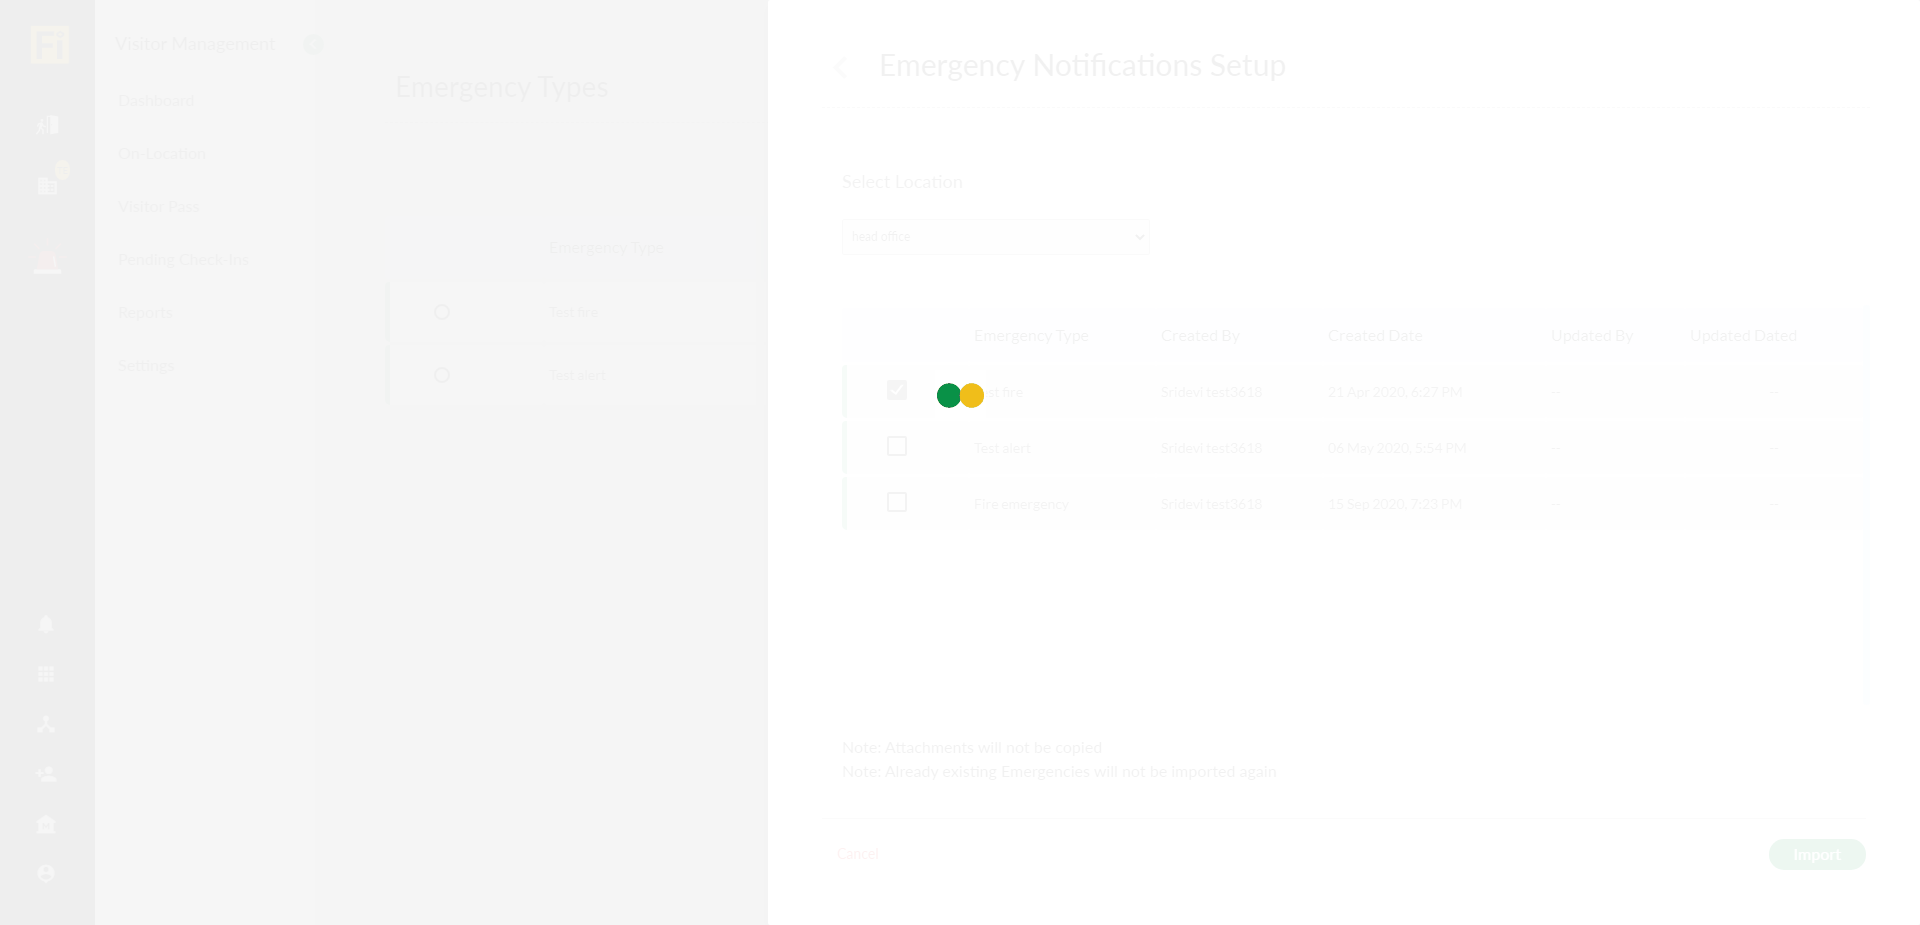 Fi
Visitor Management
Dashboard
On-Location
Visitor Pass
Pending Check-Ins
Reports
Settings
Emergency Types
Emergency Type
Test fire
Test alert
Emergency Notifications Setup
Select Location
head office
Emergency Type Created By Created Date Updated By Updated Dated
fire Sridevi test3618 21 Apr 2020, 6:27 PM --
Test alert Sridevi test3618 06 May 2020, 5:54 PM -- --
Fire emergency Sridevi test3618 15 Sep 2020, 7:23 PM -- --
Note: Attachments will not be copied
Note: Already existing Emergencies will not be imported again
Cancel
Import